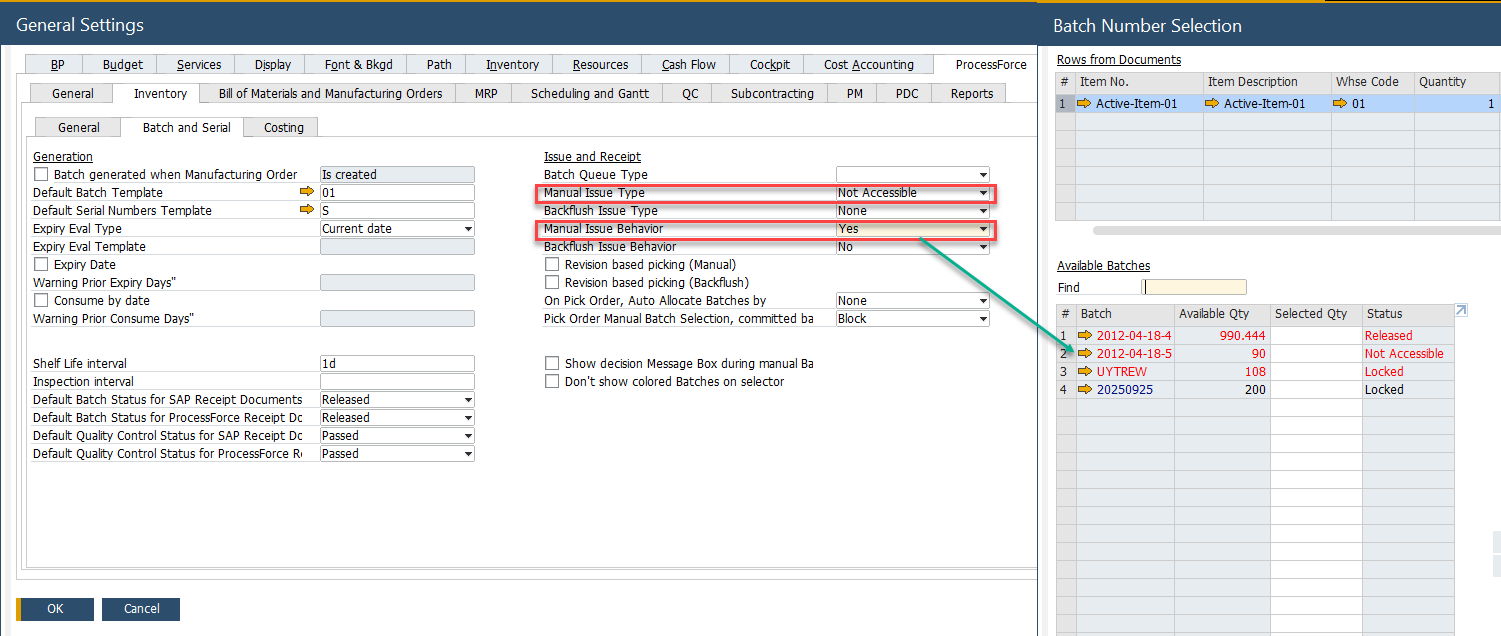 General Settings
BP Budget Services Display Font & Bkgd Path Inventory Resources Cash Flow Cockpit Cost Accounting ProcessForce
General Inventory Bill of Materials and Manufacturing Orders MRP Scheduling and Gantt QC Subcontracting PM PDC Reports
General Batch and Serial Costing
Generation
Batch generated when Manufacturing Order Is created
Default Batch Template 01
Default Serial Numbers Template S
Expiry Eval Type Current date
Expiry Eval Template
Expiry Date
Warning Prior Expiry Days"
Consume by date
Warning Prior Consume Days"
Shelf Life interval 1d
Inspection interval
Default Batch Status for SAP Receipt Documents Released
Default Batch Status for ProcessForce Receipt Dc Released
Default Quality Control Status for SAP Receipt Dc Passed
Default Quality Control Status for ProcessForce Re Passed
Issue and Receipt
Batch Queue Type
Manual Issue Type Not Accessible
Backflush Issue Type None
Manual Issue Behavior Yes
Backflush Issue Behavior No
Revision based picking (Manual)
Revision based picking (Backflush)
On Pick Order, Auto Allocate Batches by None
Pick Order Manual Batch Selection, committed ba Block
Show decision Message Box during manual Ba
Don't show colored Batches on selector
OK Cancel
Batch Number Selection
Rows from Documents
# Item No. Item Description Whse Code Quantity
1 Active-Item-01 Active-Item-01 01 1
Available Batches
Find
# Batch Available Qty Selected Qty Status
1 2012-04-18-4 990.444 Released
2 2012-04-18-5 90 Not Accessible
3 UYTREW 108 Locked
4 20250925 200 Locked